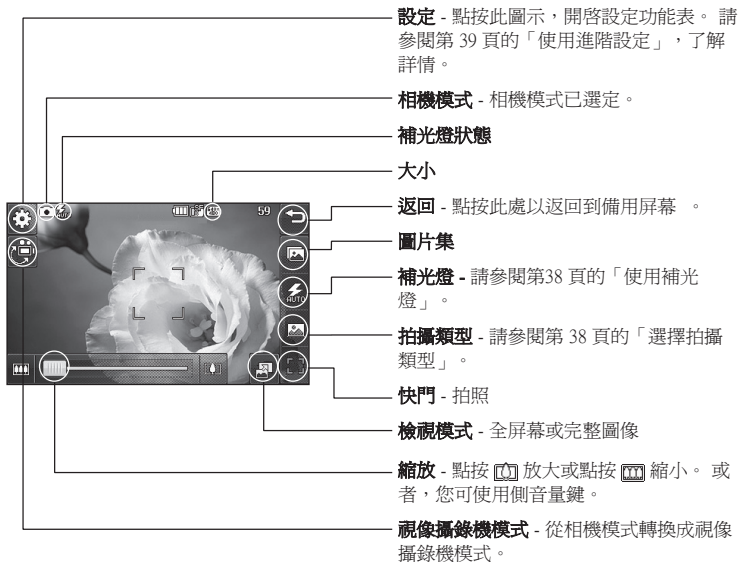 設定 - 點按此圖示，開啓設定功能表。 請
參閱第 39 頁的「使用進階設定」，了解
詳情。
相機模式 - 相機模式已選定。
補光燈狀態
大小
59
返回 - 點按此處以返回到備用屏幕 。
圖片集
補光燈 - 請參閱第38 頁的「使用補光
燈」。
AUTO
拍攝類型 - 請參閱第 38 頁的「選擇拍攝
類型」。
快門 - 拍照
檢視模式 - 全屏幕或完整圖像
縮放 - 點按 放大或點按 縮小。 或
者，您可使用側音量鍵。
視像攝錄機模式 - 從相機模式轉換成視像
攝錄機模式。